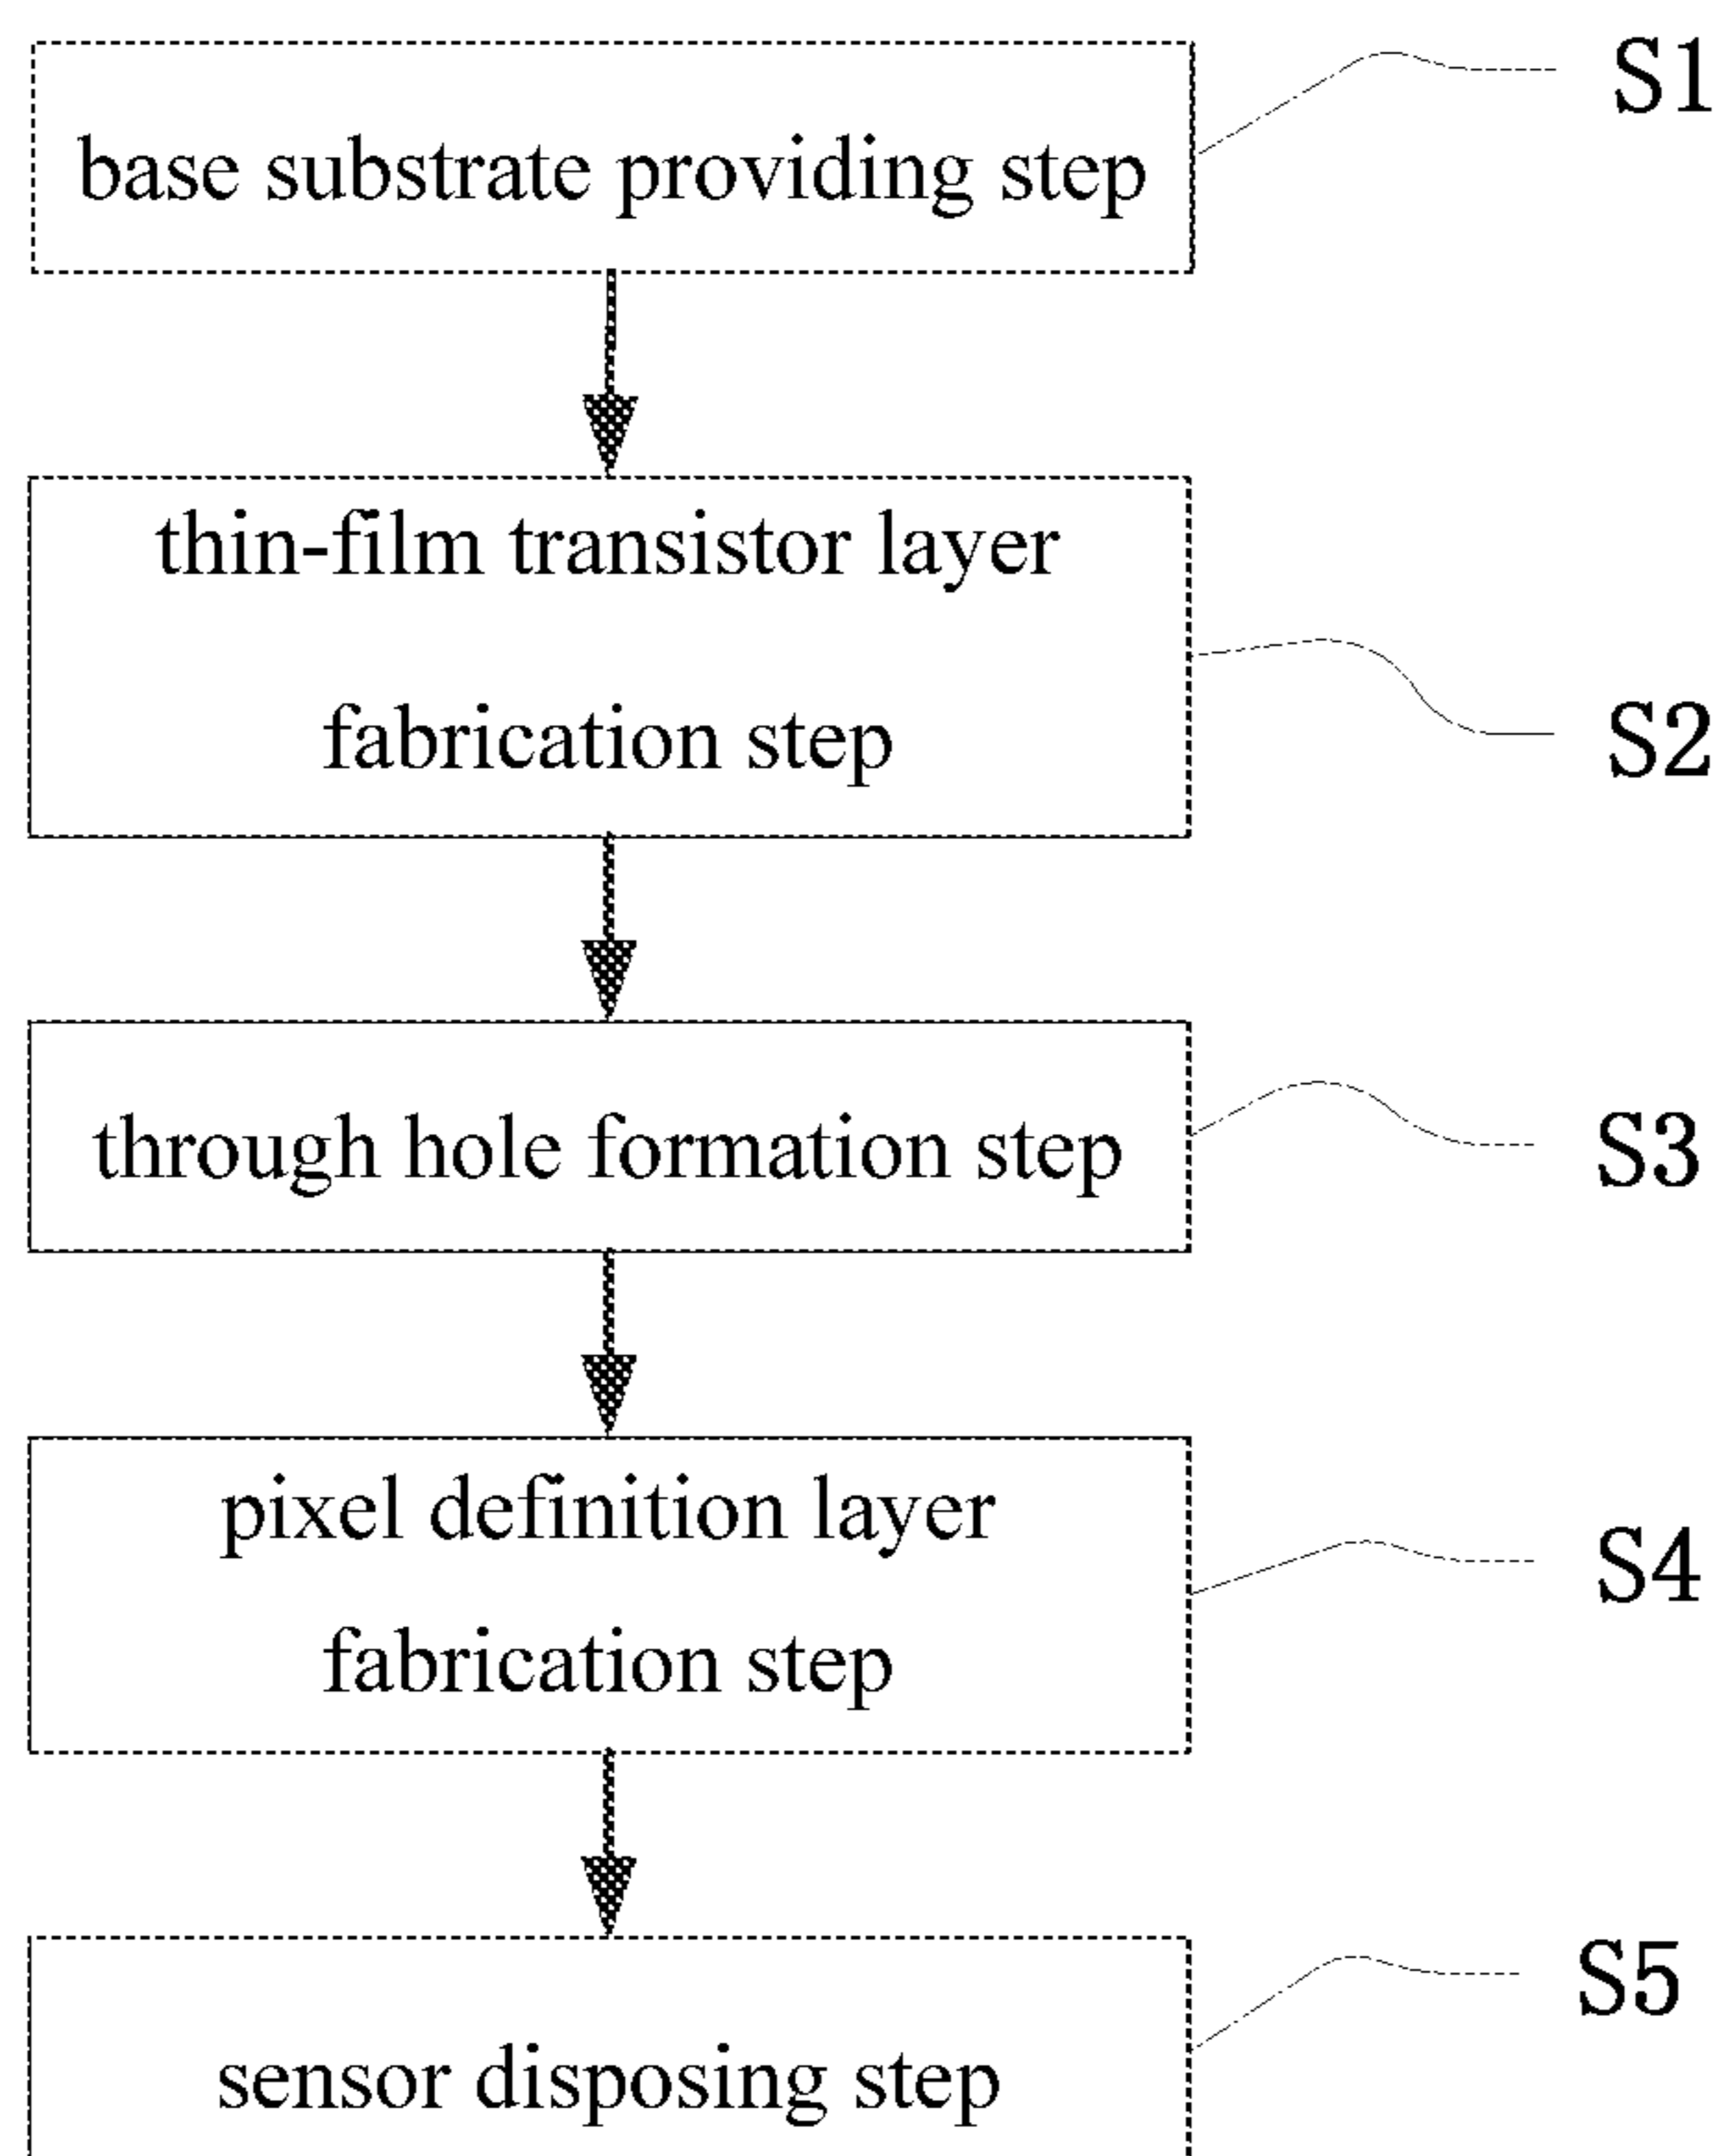 base substrate providing step
S1
thin-film transistor layer
fabrication step
S2
through hole formation step
S3
pixel definition layer
fabrication step
S4
sensor disposing step
S5